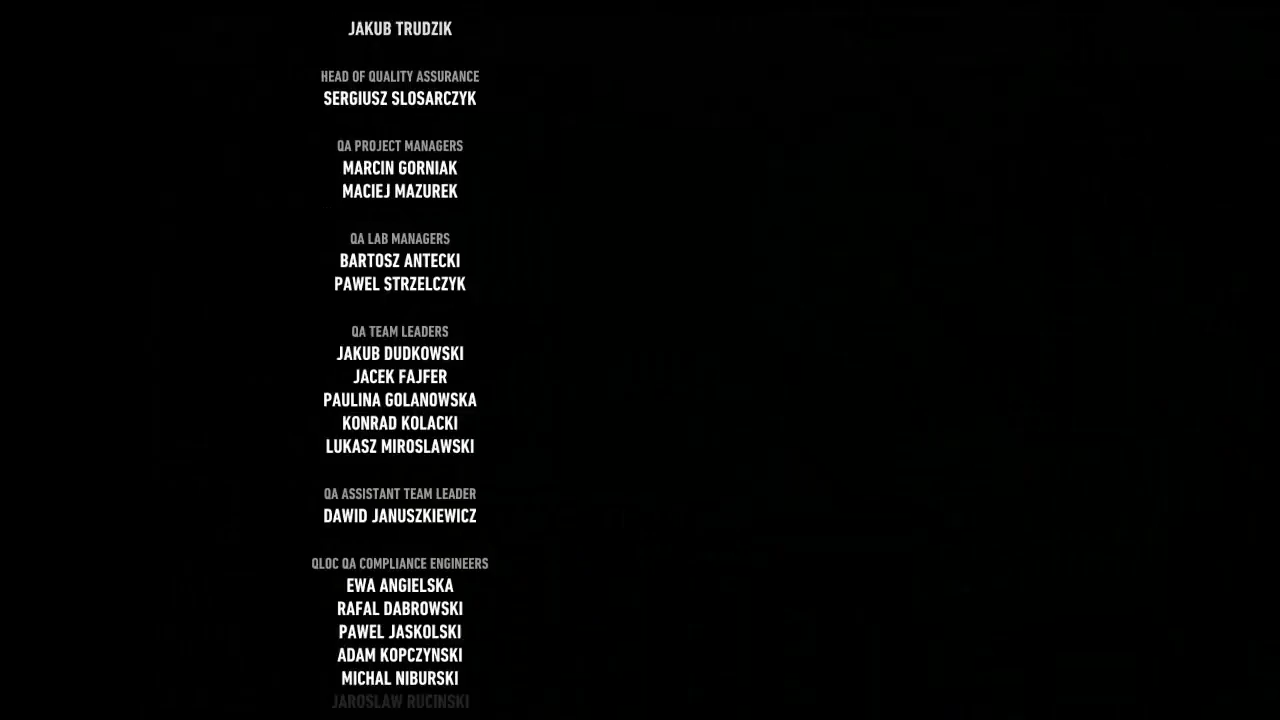 JAKUB TRUDZIK
HEAD OF QUALITY ASSURANCE
SERGIUSZ SLOSARCZYK
QA PROJECT MANAGERS
MARCIN GORNIAK
MACIEJ MAZUREK
QA LAB MANAGERS
BARTOSZ ANTECKI
PAWEL STRZELCZYK
QA TEAM LEADERS
JAKUB DUDKOWSKI
JACEK FAJFER
PAULINA GOLANOWSKA
KONRAD KOLACKI
LUKASZ MIROSLAWSKI
QA ASSISTANT TEAM LEADER
DAWID JANUSZKIEWICZ
QLOC QA COMPLIANCE ENGINEERS
EWA ANGIELSKA
RAFAL DABROWSKI
PAWEL JASKOLSKI
ADAM KOPCZYNSKI
MICHAL NIBURSKI
JAROSLAW RUCINSKI